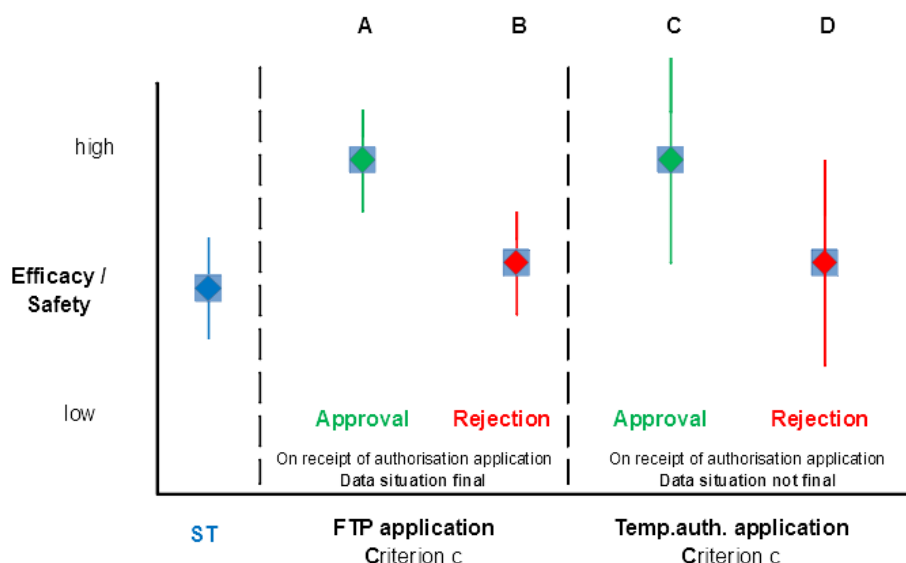 A B C D
high
Efficacy /
Safety
low
Approval Rejection Approval Rejection
On receipt of authorisation application On receipt of authorisation application
Data situation final Data situation not final
ST FTP application Temp.auth. application
Criterion c Criterion c